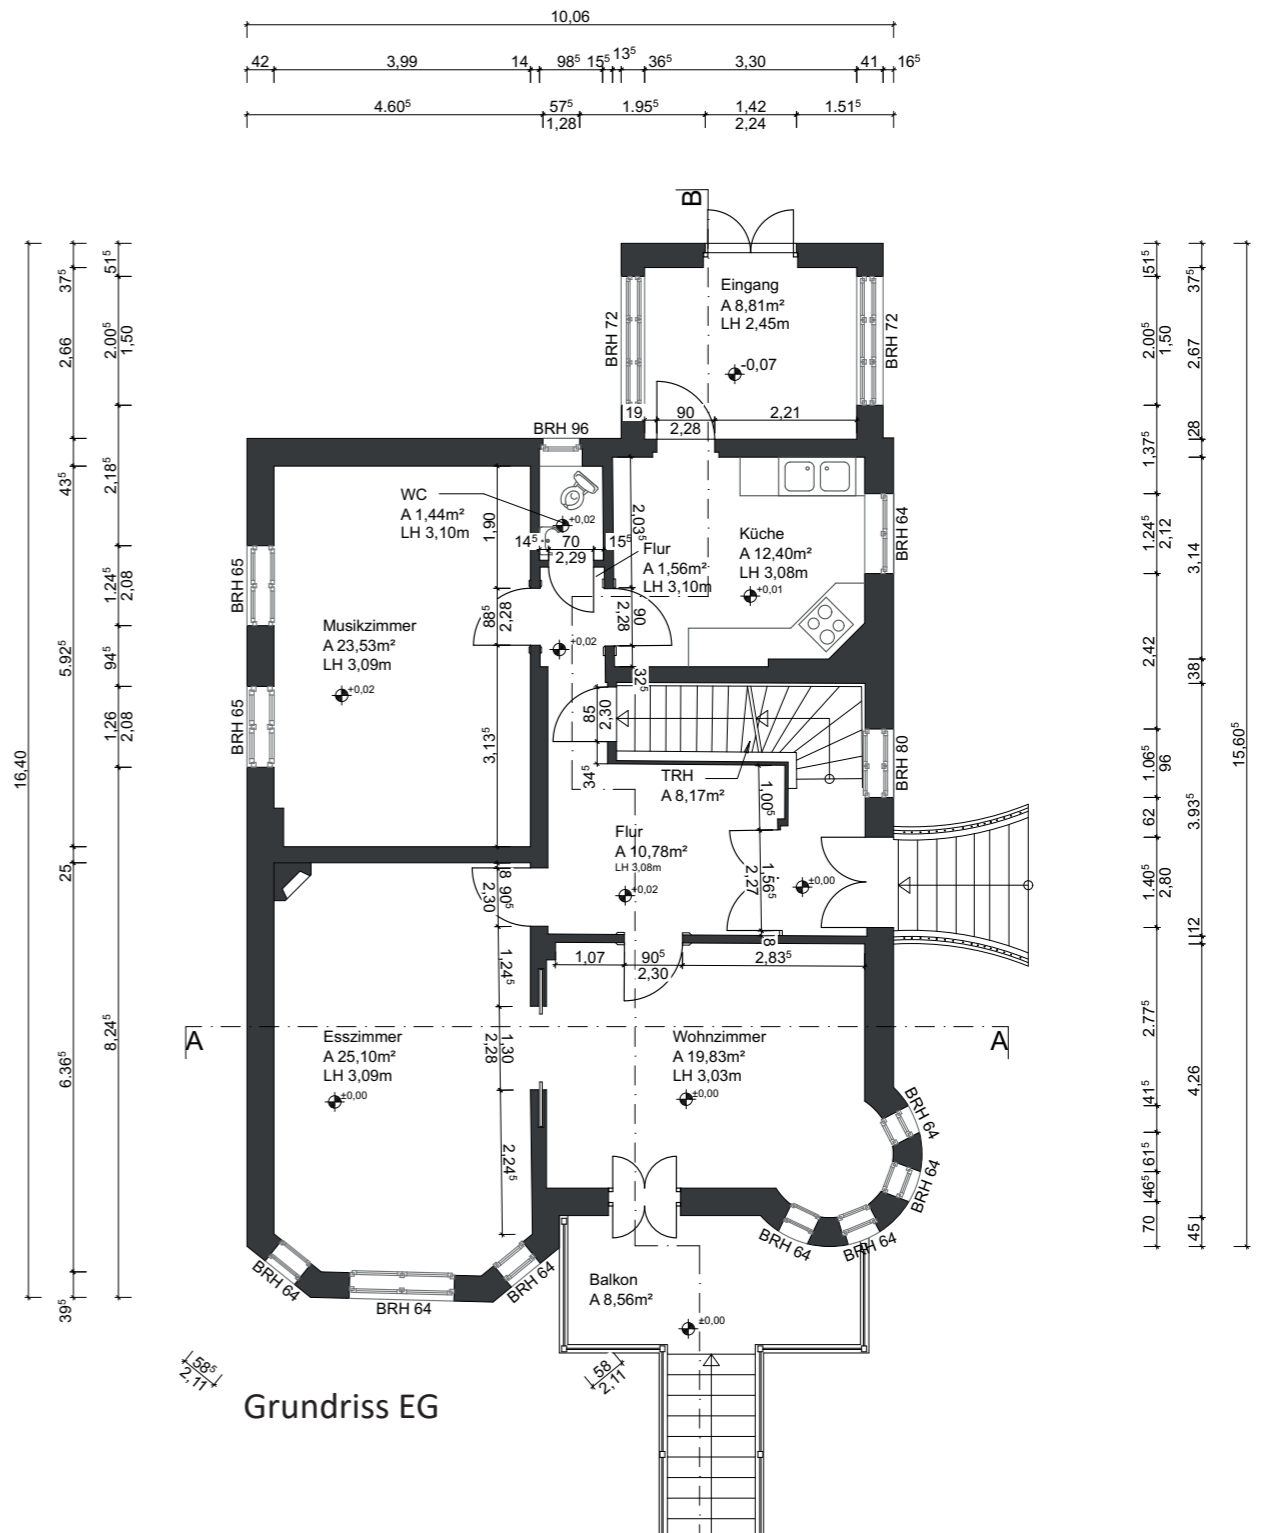 10,06
42 3,99 14 98⁵ 15⁵ 13⁵ 36⁵ 3,30 41 16⁵
4.60⁵ 57⁵ 1.95⁵ 1,42 1.51⁵
1,28 2,24
B
16,40
37⁵ 2,66 43⁵ 5.92⁵ 25 6.36⁵ 39⁵
51⁵ 2.00⁵ 2,18⁵ 1.24⁵ 94⁵ 1,26 8,24⁵
1,50 2,08 2,08
51⁵ 2.00⁵ 1,37⁵ 1.24⁵ 2,42 1.06⁵ 62 1.40⁵ 2.77⁵ 41⁵ 61⁵ 46⁵ 70
1,50 2,12 96 2,80
37⁵ 2,67 28 3,14 38 3.93⁵ 12 4,26 45
15,60⁵
Eingang
A 8,81m²
LH 2,45m
-0,07
BRH 72
BRH 72
19 90 2,21
2,28
BRH 96
WC
A 1,44m²
LH 3,10m
+0,02
14⁵ 70 15⁵
2,29
1,90
2,03⁵
Flur
A 1,56m²
LH 3,10m
+0,02
Küche
A 12,40m²
LH 3,08m
+0,01
BRH 64
88⁵
2,28
90
2,28
32⁵
BRH 65
BRH 65
Musikzimmer
A 23,53m²
LH 3,09m
+0,02
3,13⁵
85
2,30
34⁵
TRH
A 8,17m²
BRH 80
1,00⁵
Flur
A 10,78m²
LH 3,08m
+0,02
1,56⁵
2,27
8
±0,00
8
90⁵
2,30
1,24⁵
1,07 90⁵ 2,83⁵
2,30
A
A
Esszimmer
A 25,10m²
LH 3,09m
±0,00
1,30
2,28
2,24⁵
Wohnzimmer
A 19,83m²
LH 3,03m
±0,00
BRH 64
BRH 64
BRH 64
BRH 64
BRH 64
BRH 64
BRH 64
Balkon
A 8,56m²
±0,00
58⁵
2,11
58
2,11
Grundriss EG